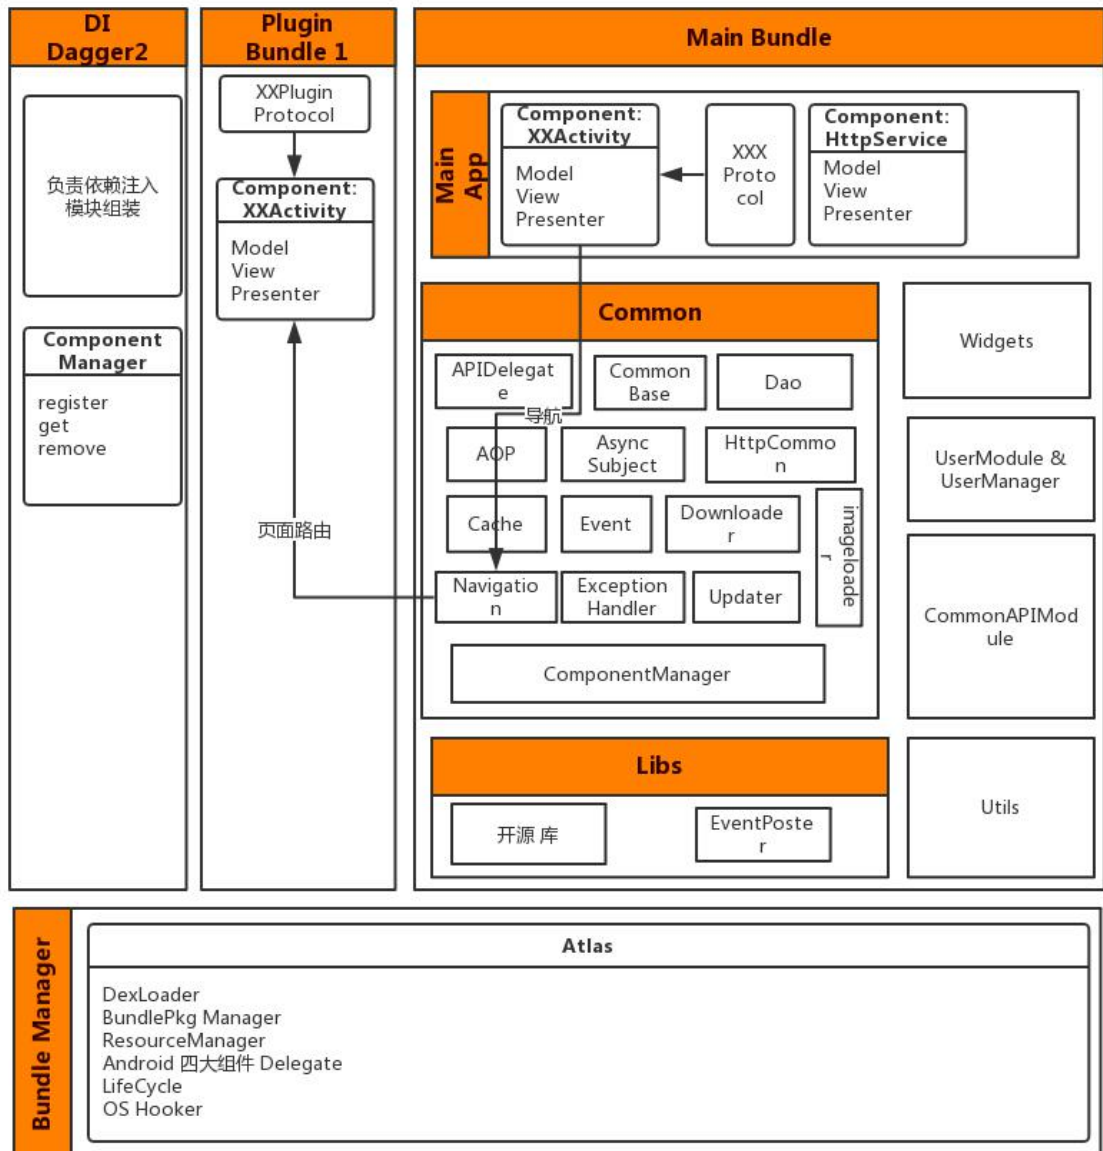 DI
Dagger2
负责依赖注入
模块组装
Component
Manager
register
get
remove
Plugin
Bundle 1
XXPlugin
Protocol
Component:
XXActivity
Model
View
Presenter
页面路由
Main Bundle
Main
App
Component:
XXActivity
Model
View
Presenter
XXX
Proto
col
Component:
HttpService
Model
View
Presenter
Common
APIDelegat
e
Common
Base
Dao
导航
AOP
Async
Subject
HttpCommo
n
Cache
Event
Downloade
r
imageloade
r
Navigatio
n
Exception
Handler
Updater
ComponentManager
Widgets
UserModule &
UserManager
CommonAPIMod
ule
Utils
Libs
开源 库
EventPoste
r
Bundle Manager
Atlas
DexLoader
BundlePkg Manager
ResourceManager
Android 四大组件 Delegate
LifeCycle
OS Hooker